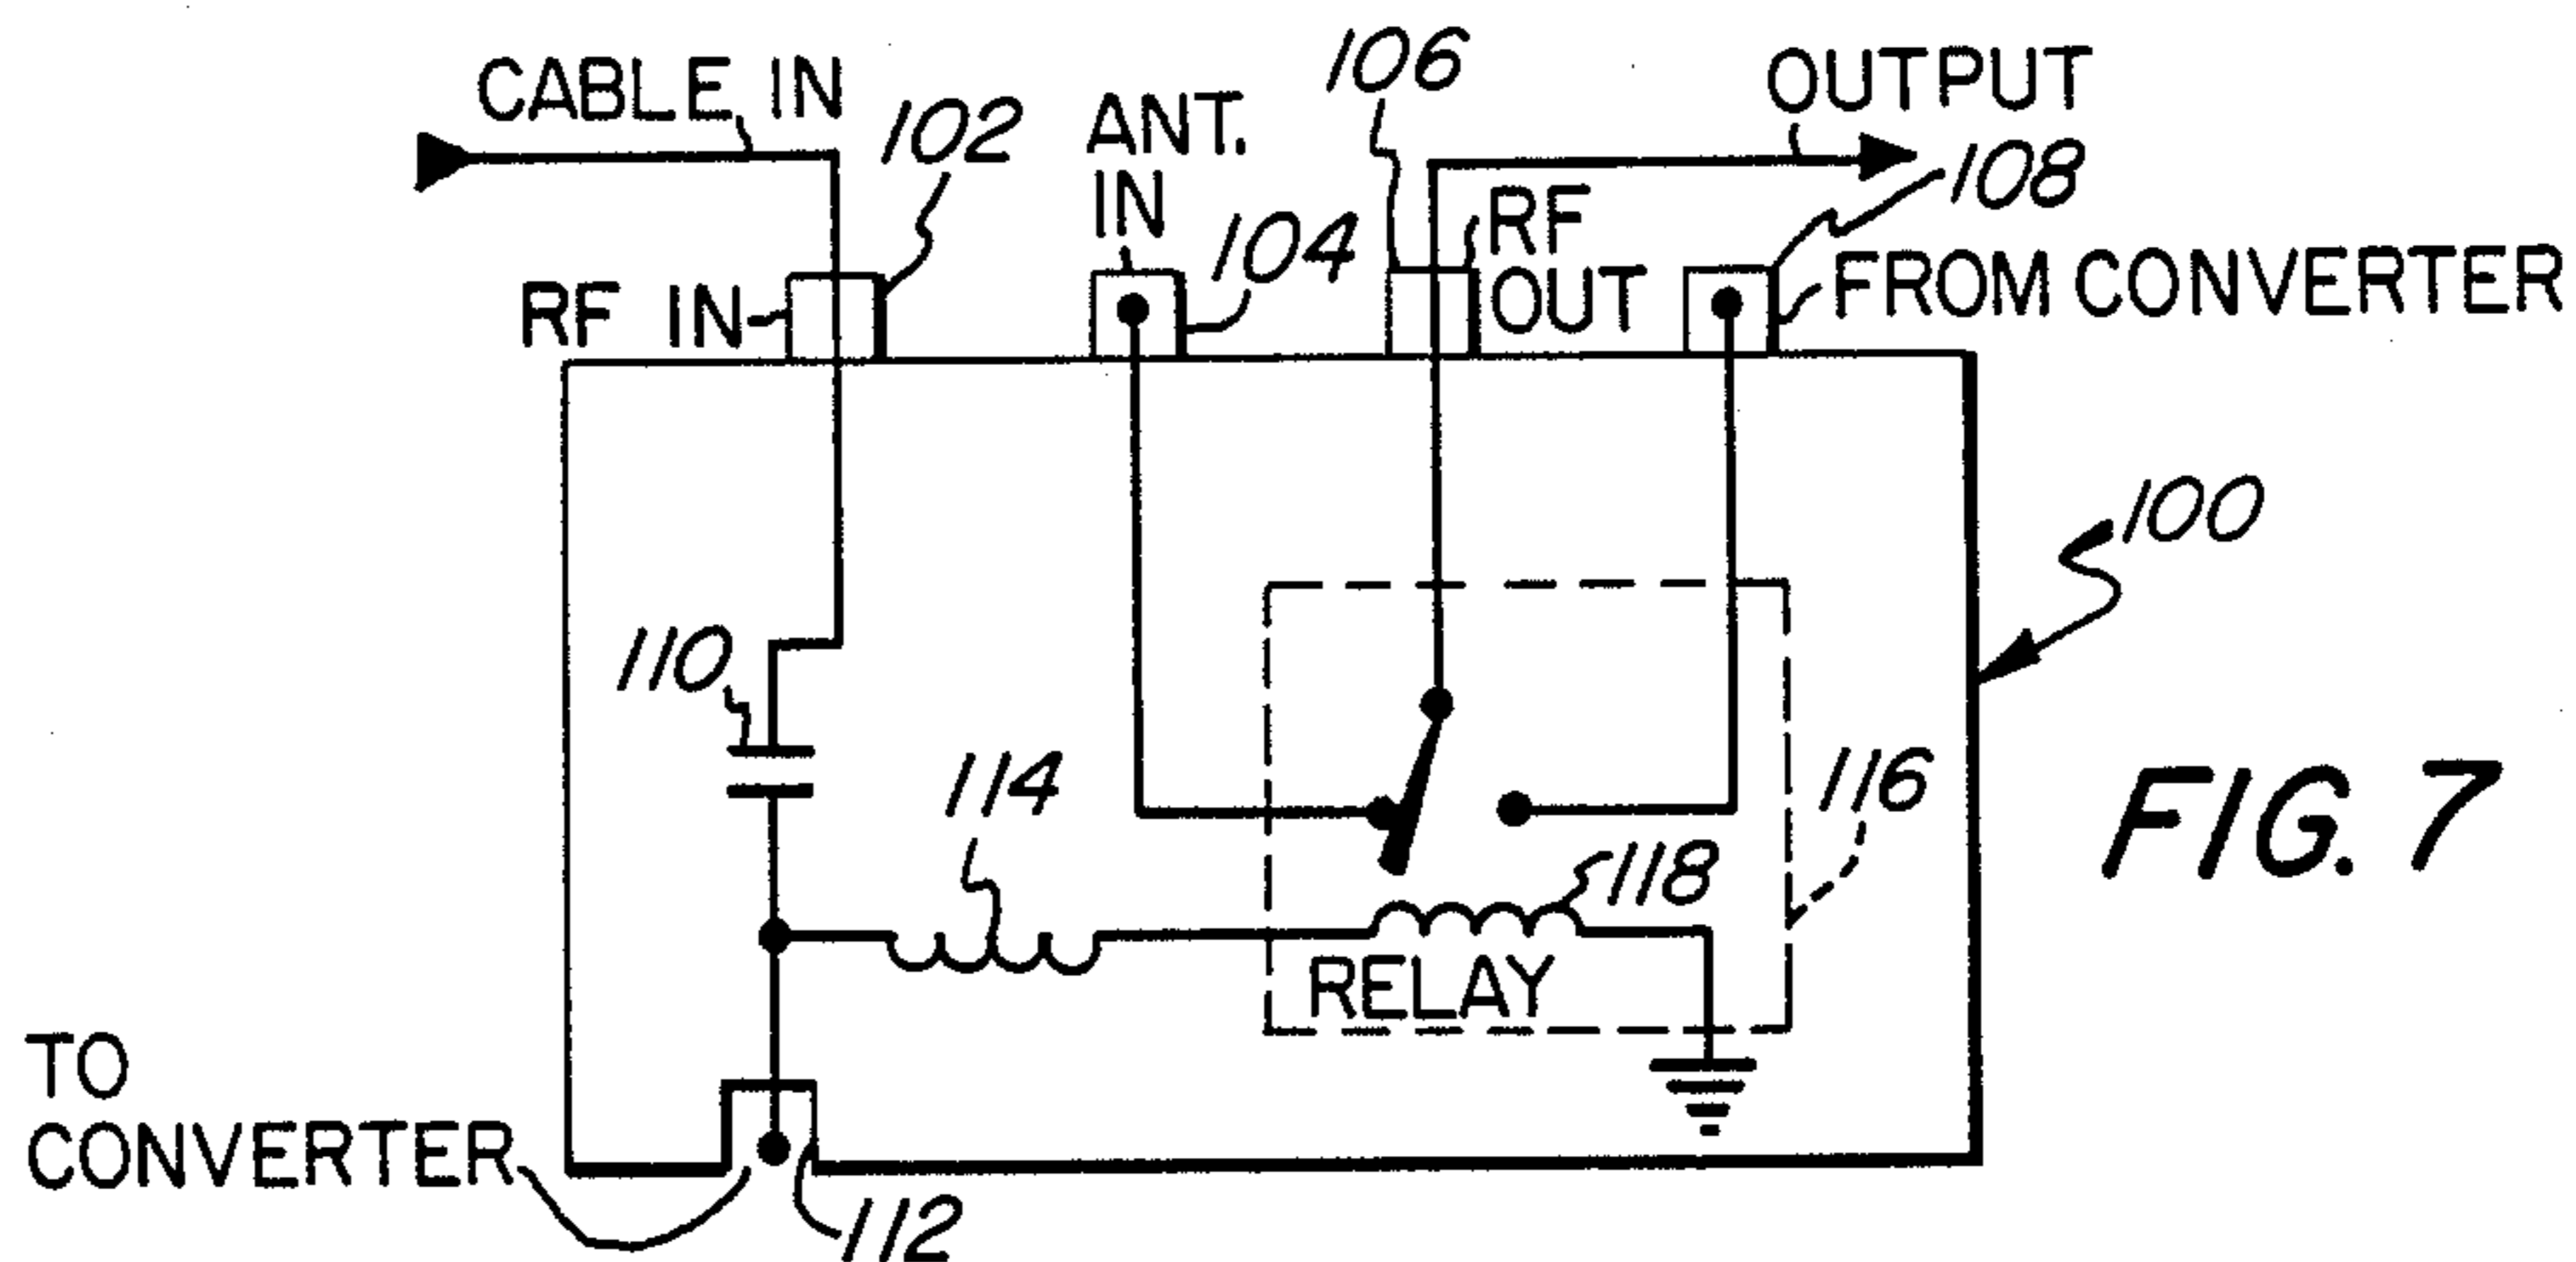 CABLE IN
102
ANT.
IN
104
106
OUTPUT
108
RF IN
RF
OUT
FROM CONVERTER
100
110
114
116
118
RELAY
FIG. 7
TO
CONVERTER
112